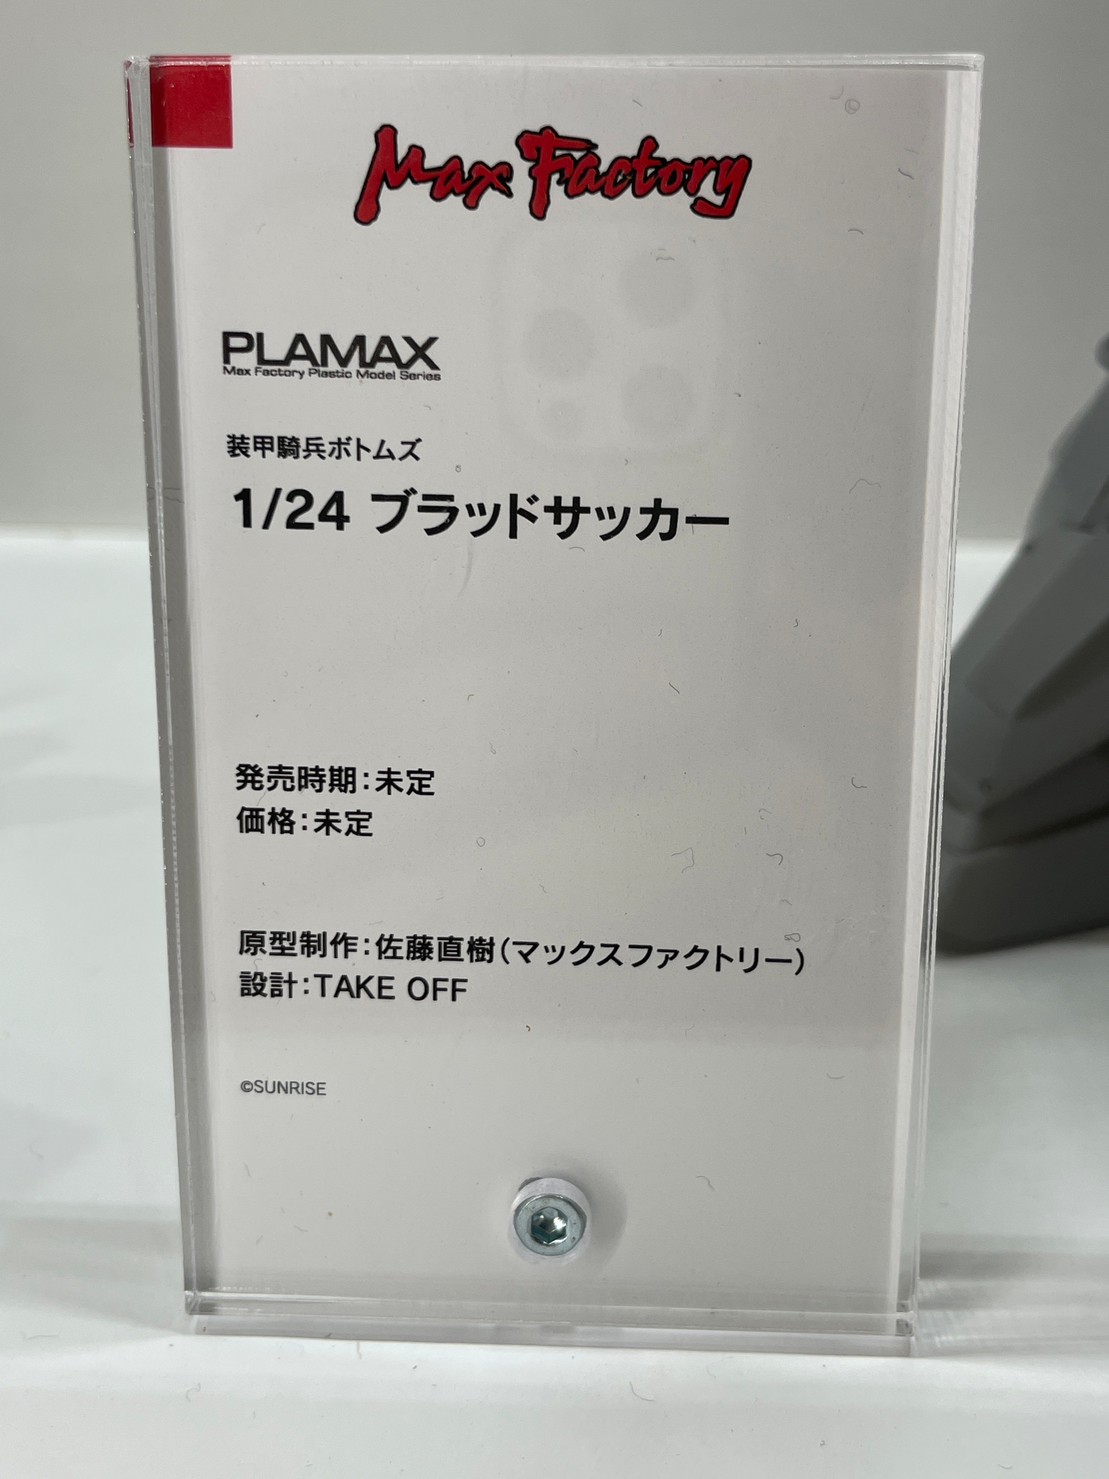 Max Factory
PLAMAX
Max Factory Plastic Model Series
装甲騎兵ボトムズ
1/24 ブラッドサッカー
発売時期：未定
価格：未定
原型制作：佐藤直樹（マックスファクトリー）
設計：TAKE OFF
©SUNRISE